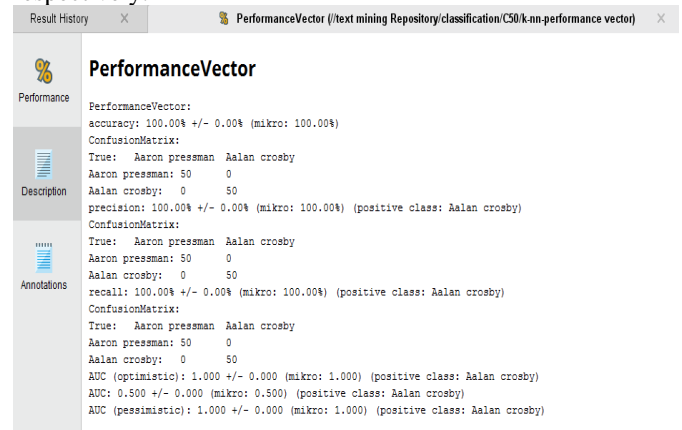 Result History
PerformanceVector (//text mining Repository/classification/C50/k-nn-performance vector)
%
Performance
Description
Annotations
PerformanceVector
PerformanceVector:
accuracy: 100.00% +/- 0.00% (mikro: 100.00%)
ConfusionMatrix:
True: Aaron pressman Aalan crosby
Aaron pressman: 50 0
Aalan crosby: 0 50
precision: 100.00% +/- 0.00% (mikro: 100.00%) (positive class: Aalan crosby)
ConfusionMatrix:
True: Aaron pressman Aalan crosby
Aaron pressman: 50 0
Aalan crosby: 0 50
recall: 100.00% +/- 0.00% (mikro: 100.00%) (positive class: Aalan crosby)
ConfusionMatrix:
True: Aaron pressman Aalan crosby
Aaron pressman: 50 0
Aalan crosby: 0 50
AUC (optimistic): 1.000 +/- 0.000 (mikro: 1.000) (positive class: Aalan crosby)
AUC: 0.500 +/- 0.000 (mikro: 0.500) (positive class: Aalan crosby)
AUC (pessimistic): 1.000 +/- 0.000 (mikro: 1.000) (positive class: Aalan crosby)